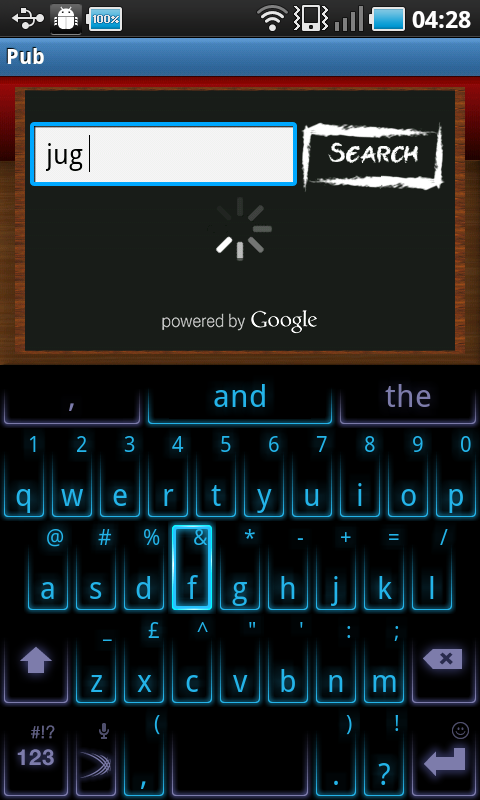 100% 04:28
Pub
jug SEARCH
powered by Google
, and the
1 2 3 4 5 6 7 8 9 0
q w e r t y u i o p
@ # % & * - + = /
a s d f g h j k l
_ £ ^ " ' : ;
z x c v b n m
#!? ( ) !
123 , . ?